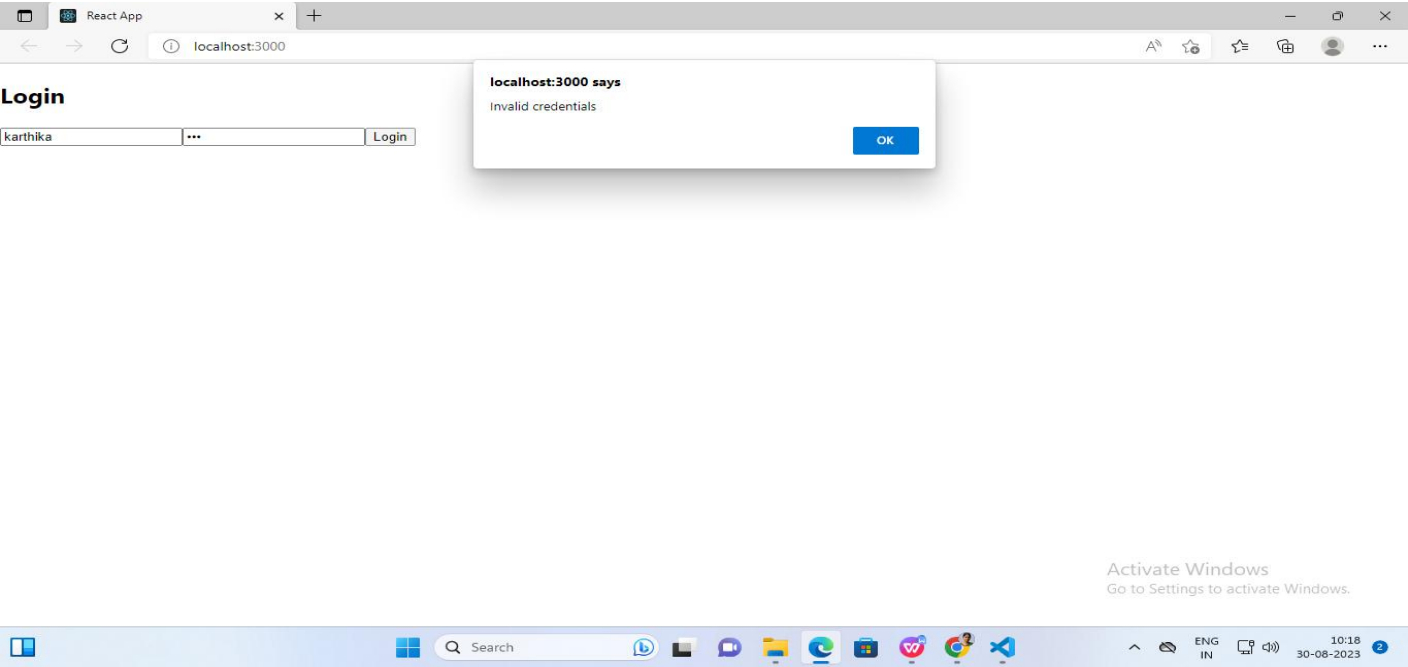 React App
localhost:3000
localhost:3000 says
Invalid credentials
OK
Login
karthika ••• Login
Activate Windows
Go to Settings to activate Windows.
Search
ENG
IN
10:18
30-08-2023
2